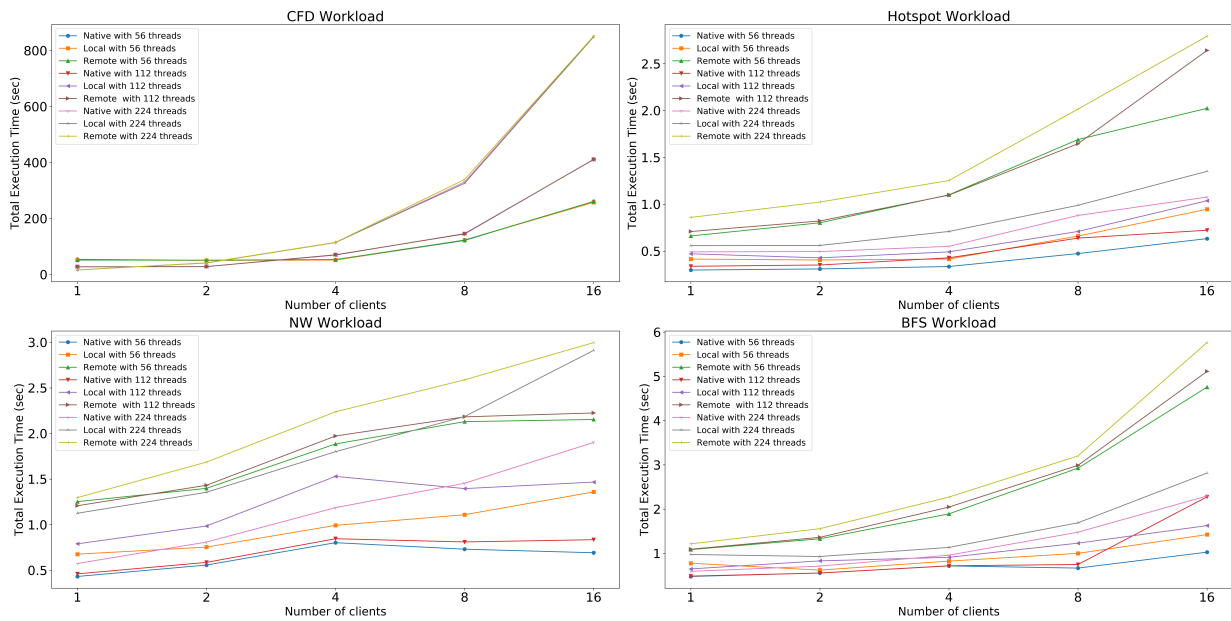 CFD Workload
Total Execution Time (sec)
800
600
400
200
0
Native with 56 threads
Local with 56 threads
Remote with 56 threads
Native with 112 threads
Local with 112 threads
Remote  with 112 threads
Native with 224 threads
Local with 224 threads
Remote with 224 threads
1 2 4 8 16
Number of clients
Hotspot Workload
Total Execution Time (sec)
2.5
2.0
1.5
1.0
0.5
Native with 56 threads
Local with 56 threads
Remote with 56 threads
Native with 112 threads
Local with 112 threads
Remote  with 112 threads
Native with 224 threads
Local with 224 threads
Remote with 224 threads
1 2 4 8 16
Number of clients
NW Workload
Total Execution Time (sec)
3.0
2.5
2.0
1.5
1.0
0.5
Native with 56 threads
Local with 56 threads
Remote with 56 threads
Native with 112 threads
Local with 112 threads
Remote  with 112 threads
Native with 224 threads
Local with 224 threads
Remote with 224 threads
1 2 4 8 16
Number of clients
BFS Workload
Total Execution Time (sec)
6
5
4
3
2
1
Native with 56 threads
Local with 56 threads
Remote with 56 threads
Native with 112 threads
Local with 112 threads
Remote  with 112 threads
Native with 224 threads
Local with 224 threads
Remote with 224 threads
1 2 4 8 16
Number of clients